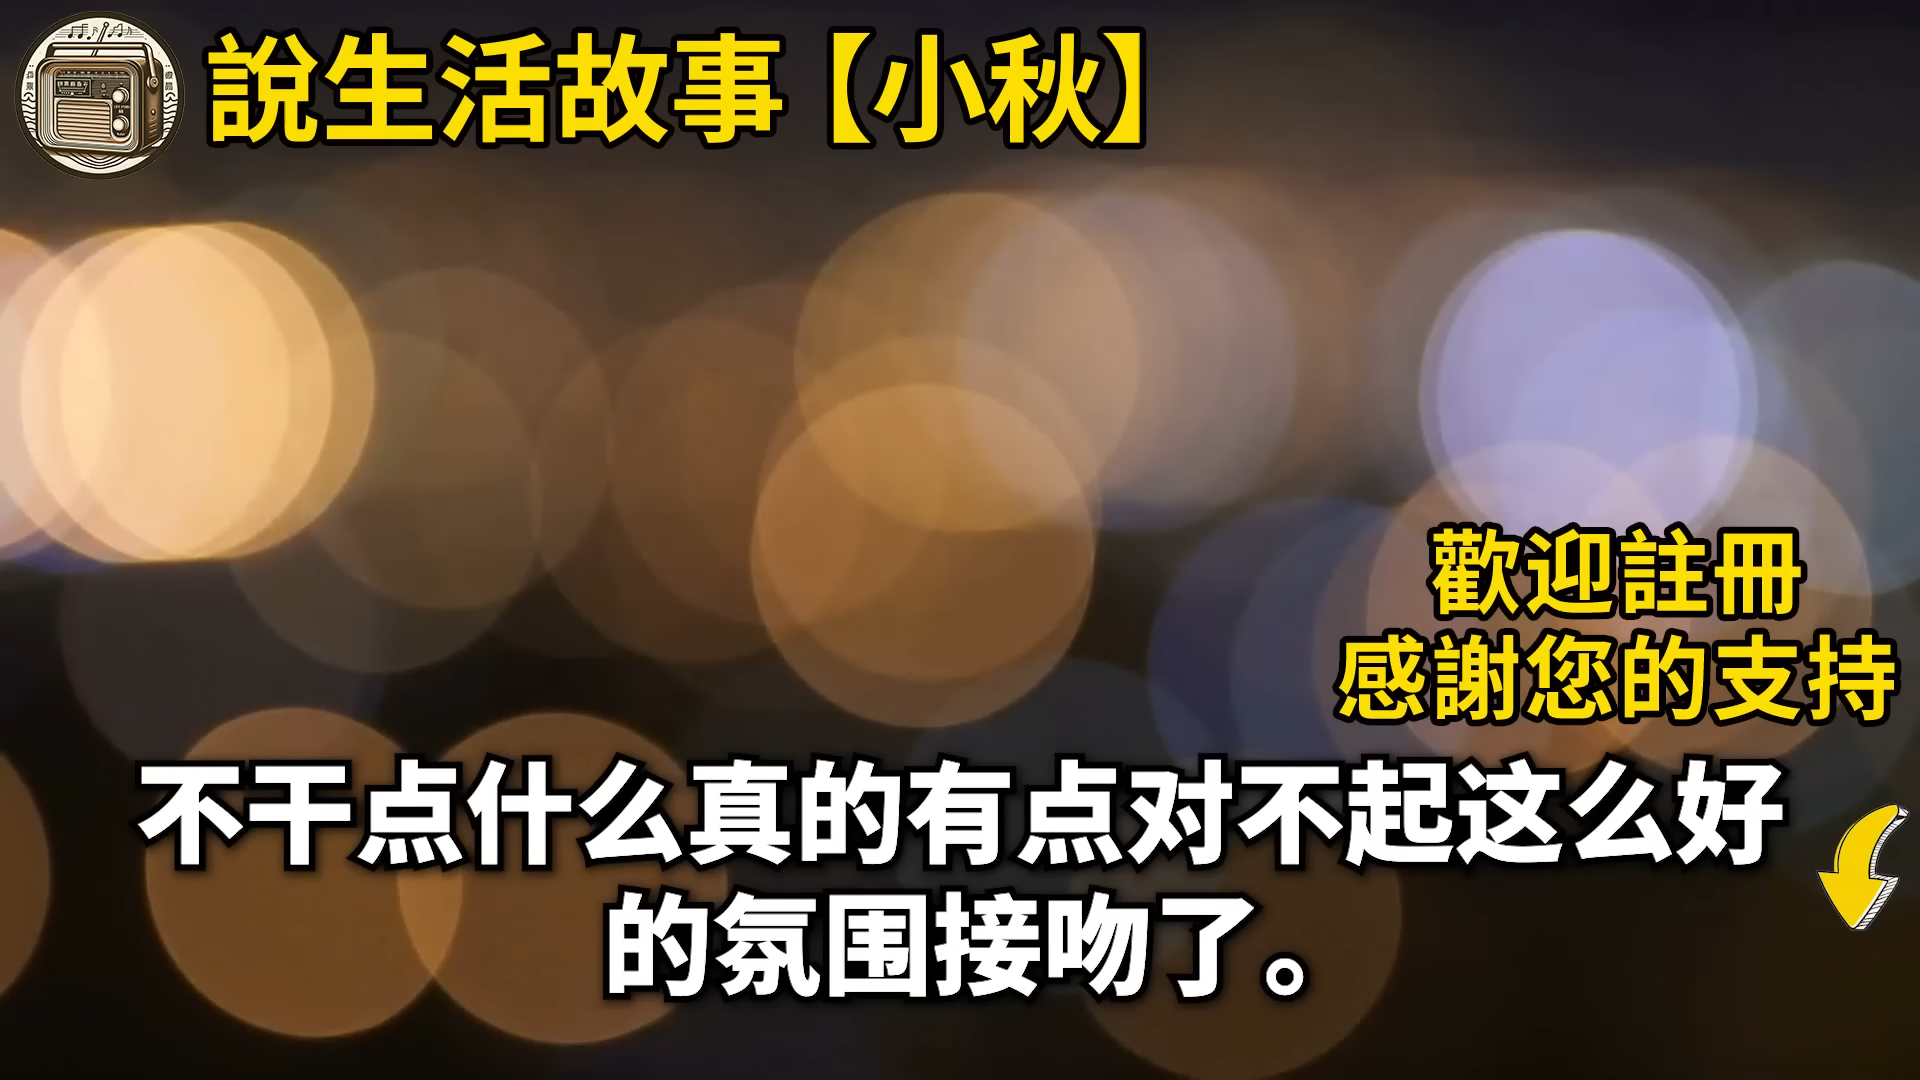 說生活故事【小秋】
歡迎註冊
感謝您的支持
不干点什么真的有点对不起这么好
的氛围接吻了。